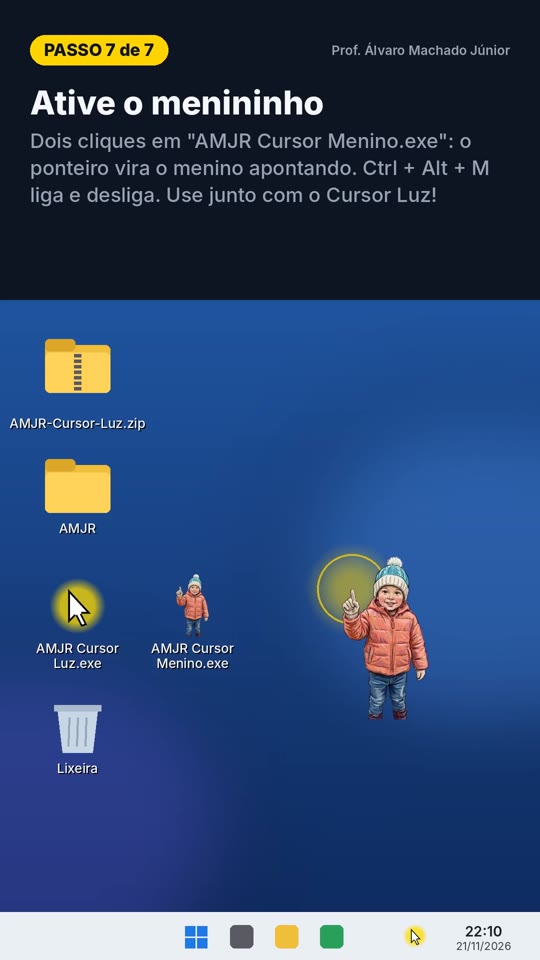 PASSO 7 de 7
Prof. Álvaro Machado Júnior
Ative o menininho
Dois cliques em "AMJR Cursor Menino.exe": o
ponteiro vira o menino apontando. Ctrl + Alt + M
liga e desliga. Use junto com o Cursor Luz!
AMJR-Cursor-Luz.zip
AMJR
AMJR Cursor
Luz.exe
AMJR Cursor
Menino.exe
Lixeira
22:10
21/11/2026